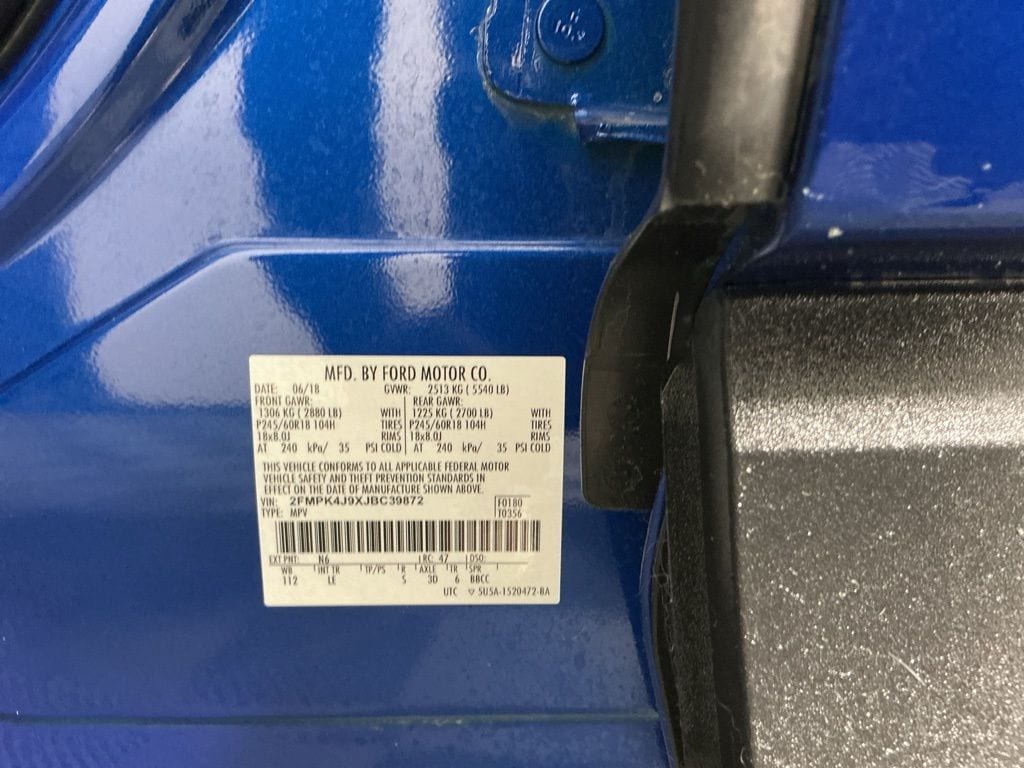 MFD. BY FORD MOTOR CO.
DATE: 06/18 GVWR: 2513 KG ( 5540 LB)
FRONT GAWR: REAR GAWR:
1306 KG ( 2880 LB) WITH 1225 KG ( 2700 LB) WITH
P245/60R18 104H TIRES P245/60R18 104H TIRES
18x8.0J RIMS 18x8.0J RIMS
AT 240 kPa/ 35 PSI COLD AT 240 kPa/ 35 PSI COLD
THIS VEHICLE CONFORMS TO ALL APPLICABLE FEDERAL MOTOR
VEHICLE SAFETY AND THEFT PREVENTION STANDARDS IN
EFFECT ON THE DATE OF MANUFACTURE SHOWN ABOVE.
VIN: 2FMPK4J9XJBC39872 F0180
TYPE: MPV T0356
EXT PNT: N6 RC: 47 DSO:
WB INT TR TP/PS R AXLE TR SPR
112 LE S 3D 6 BBCC
UTC ▽ 5U5A-1520472-BA